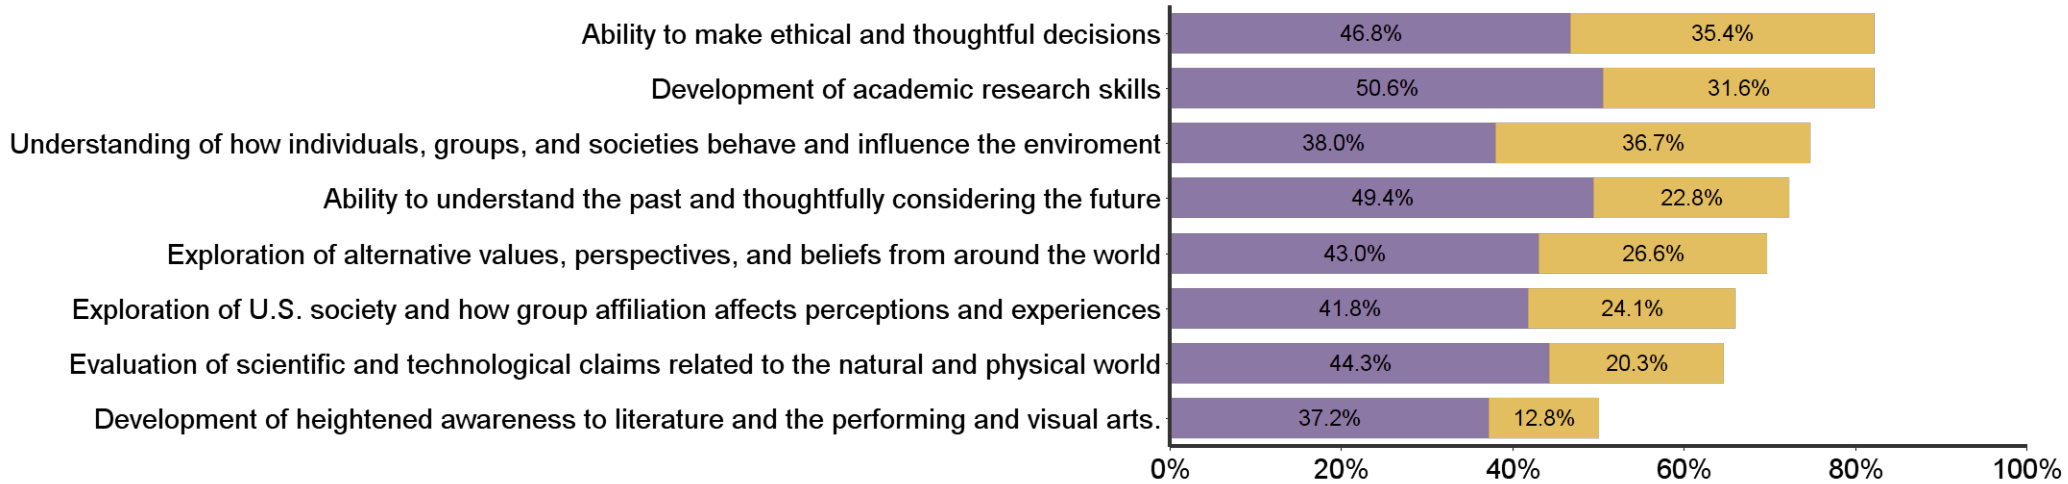 Ability to make ethical and thoughtful decisions 46.8% 35.4%
Development of academic research skills 50.6% 31.6%
Understanding of how individuals, groups, and societies behave and influence the enviroment 38.0% 36.7%
Ability to understand the past and thoughtfully considering the future 49.4% 22.8%
Exploration of alternative values, perspectives, and beliefs from around the world 43.0% 26.6%
Exploration of U.S. society and how group affiliation affects perceptions and experiences 41.8% 24.1%
Evaluation of scientific and technological claims related to the natural and physical world 44.3% 20.3%
Development of heightened awareness to literature and the performing and visual arts. 37.2% 12.8%
0% 20% 40% 60% 80% 100%